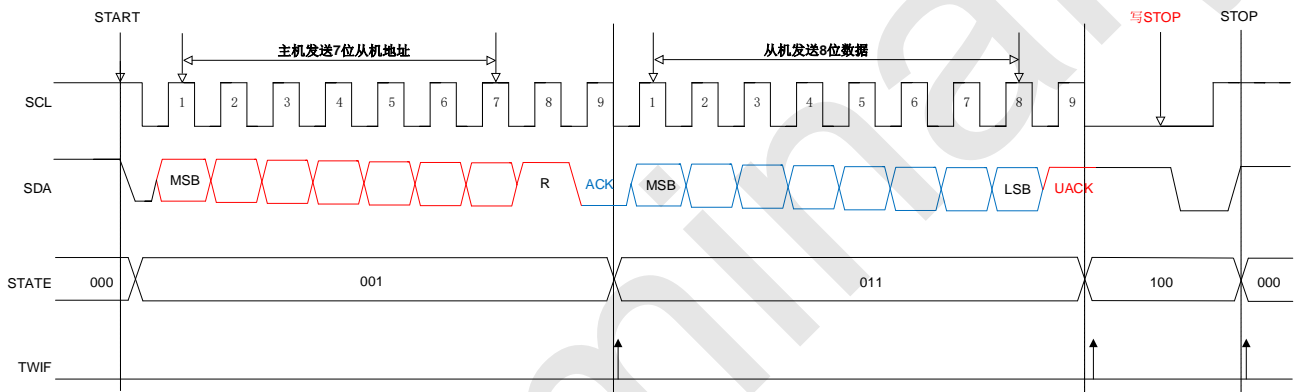 START
写STOP
STOP
主机发送7位从机地址
从机发送8位数据
SCL
1 2 3 4 5 6 7 8 9 1 2 3 4 5 6 7 8 9
SDA
MSB R ACK MSB LSB UACK
STATE
000 001 011 100 000
TWIF